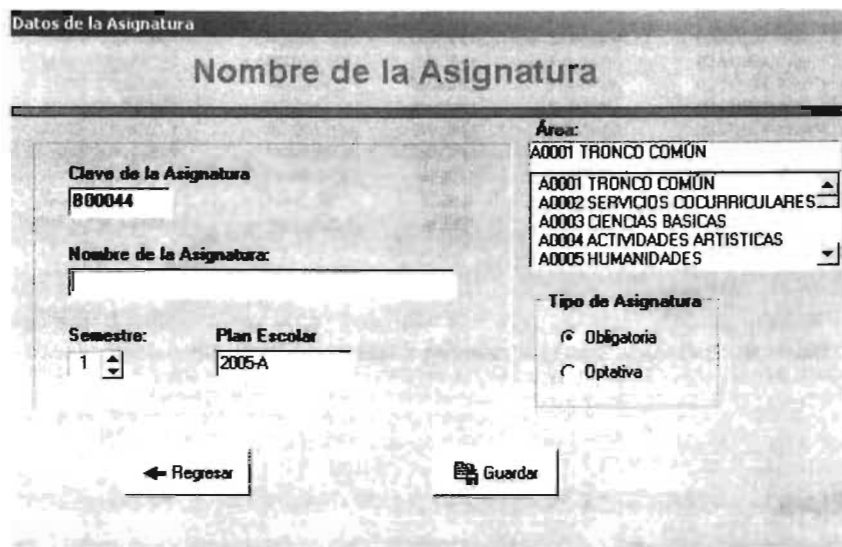 Datos de la Asignatura
Nombre de la Asignatura
Área:
A0001 TRONCO COMÚN
A0001 TRONCO COMÚN
A0002 SERVICIOS COCURRICULARES
A0003 CIENCIAS BASICAS
A0004 ACTIVIDADES ARTISTICAS
A0005 HUMANIDADES
Clave de la Asignatura
B00044
Nombre de la Asignatura:
Semestre:
1
Plan Escolar
2005-A
Tipo de Asignatura
Obligatoria
Optativa
Regresar
Guardar